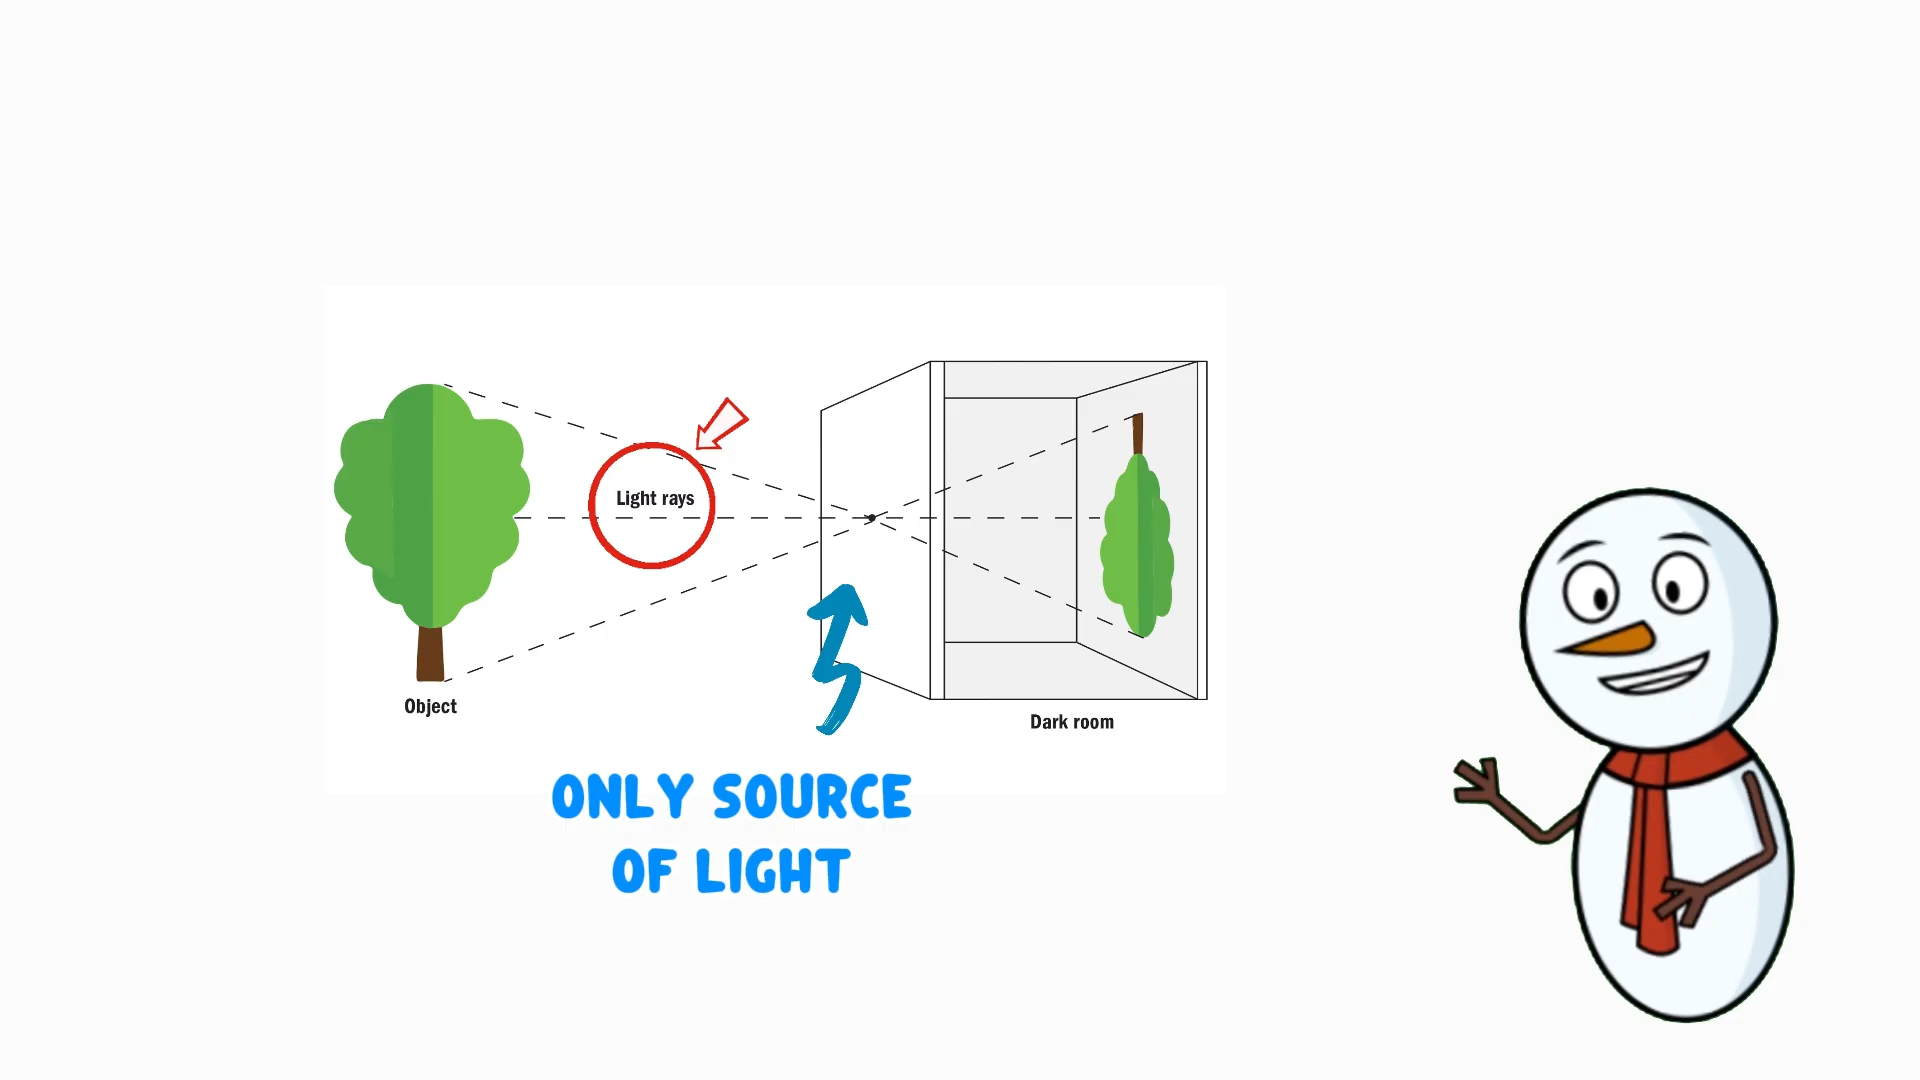 Light rays
Object
Dark room
ONLY SOURCE
OF LIGHT